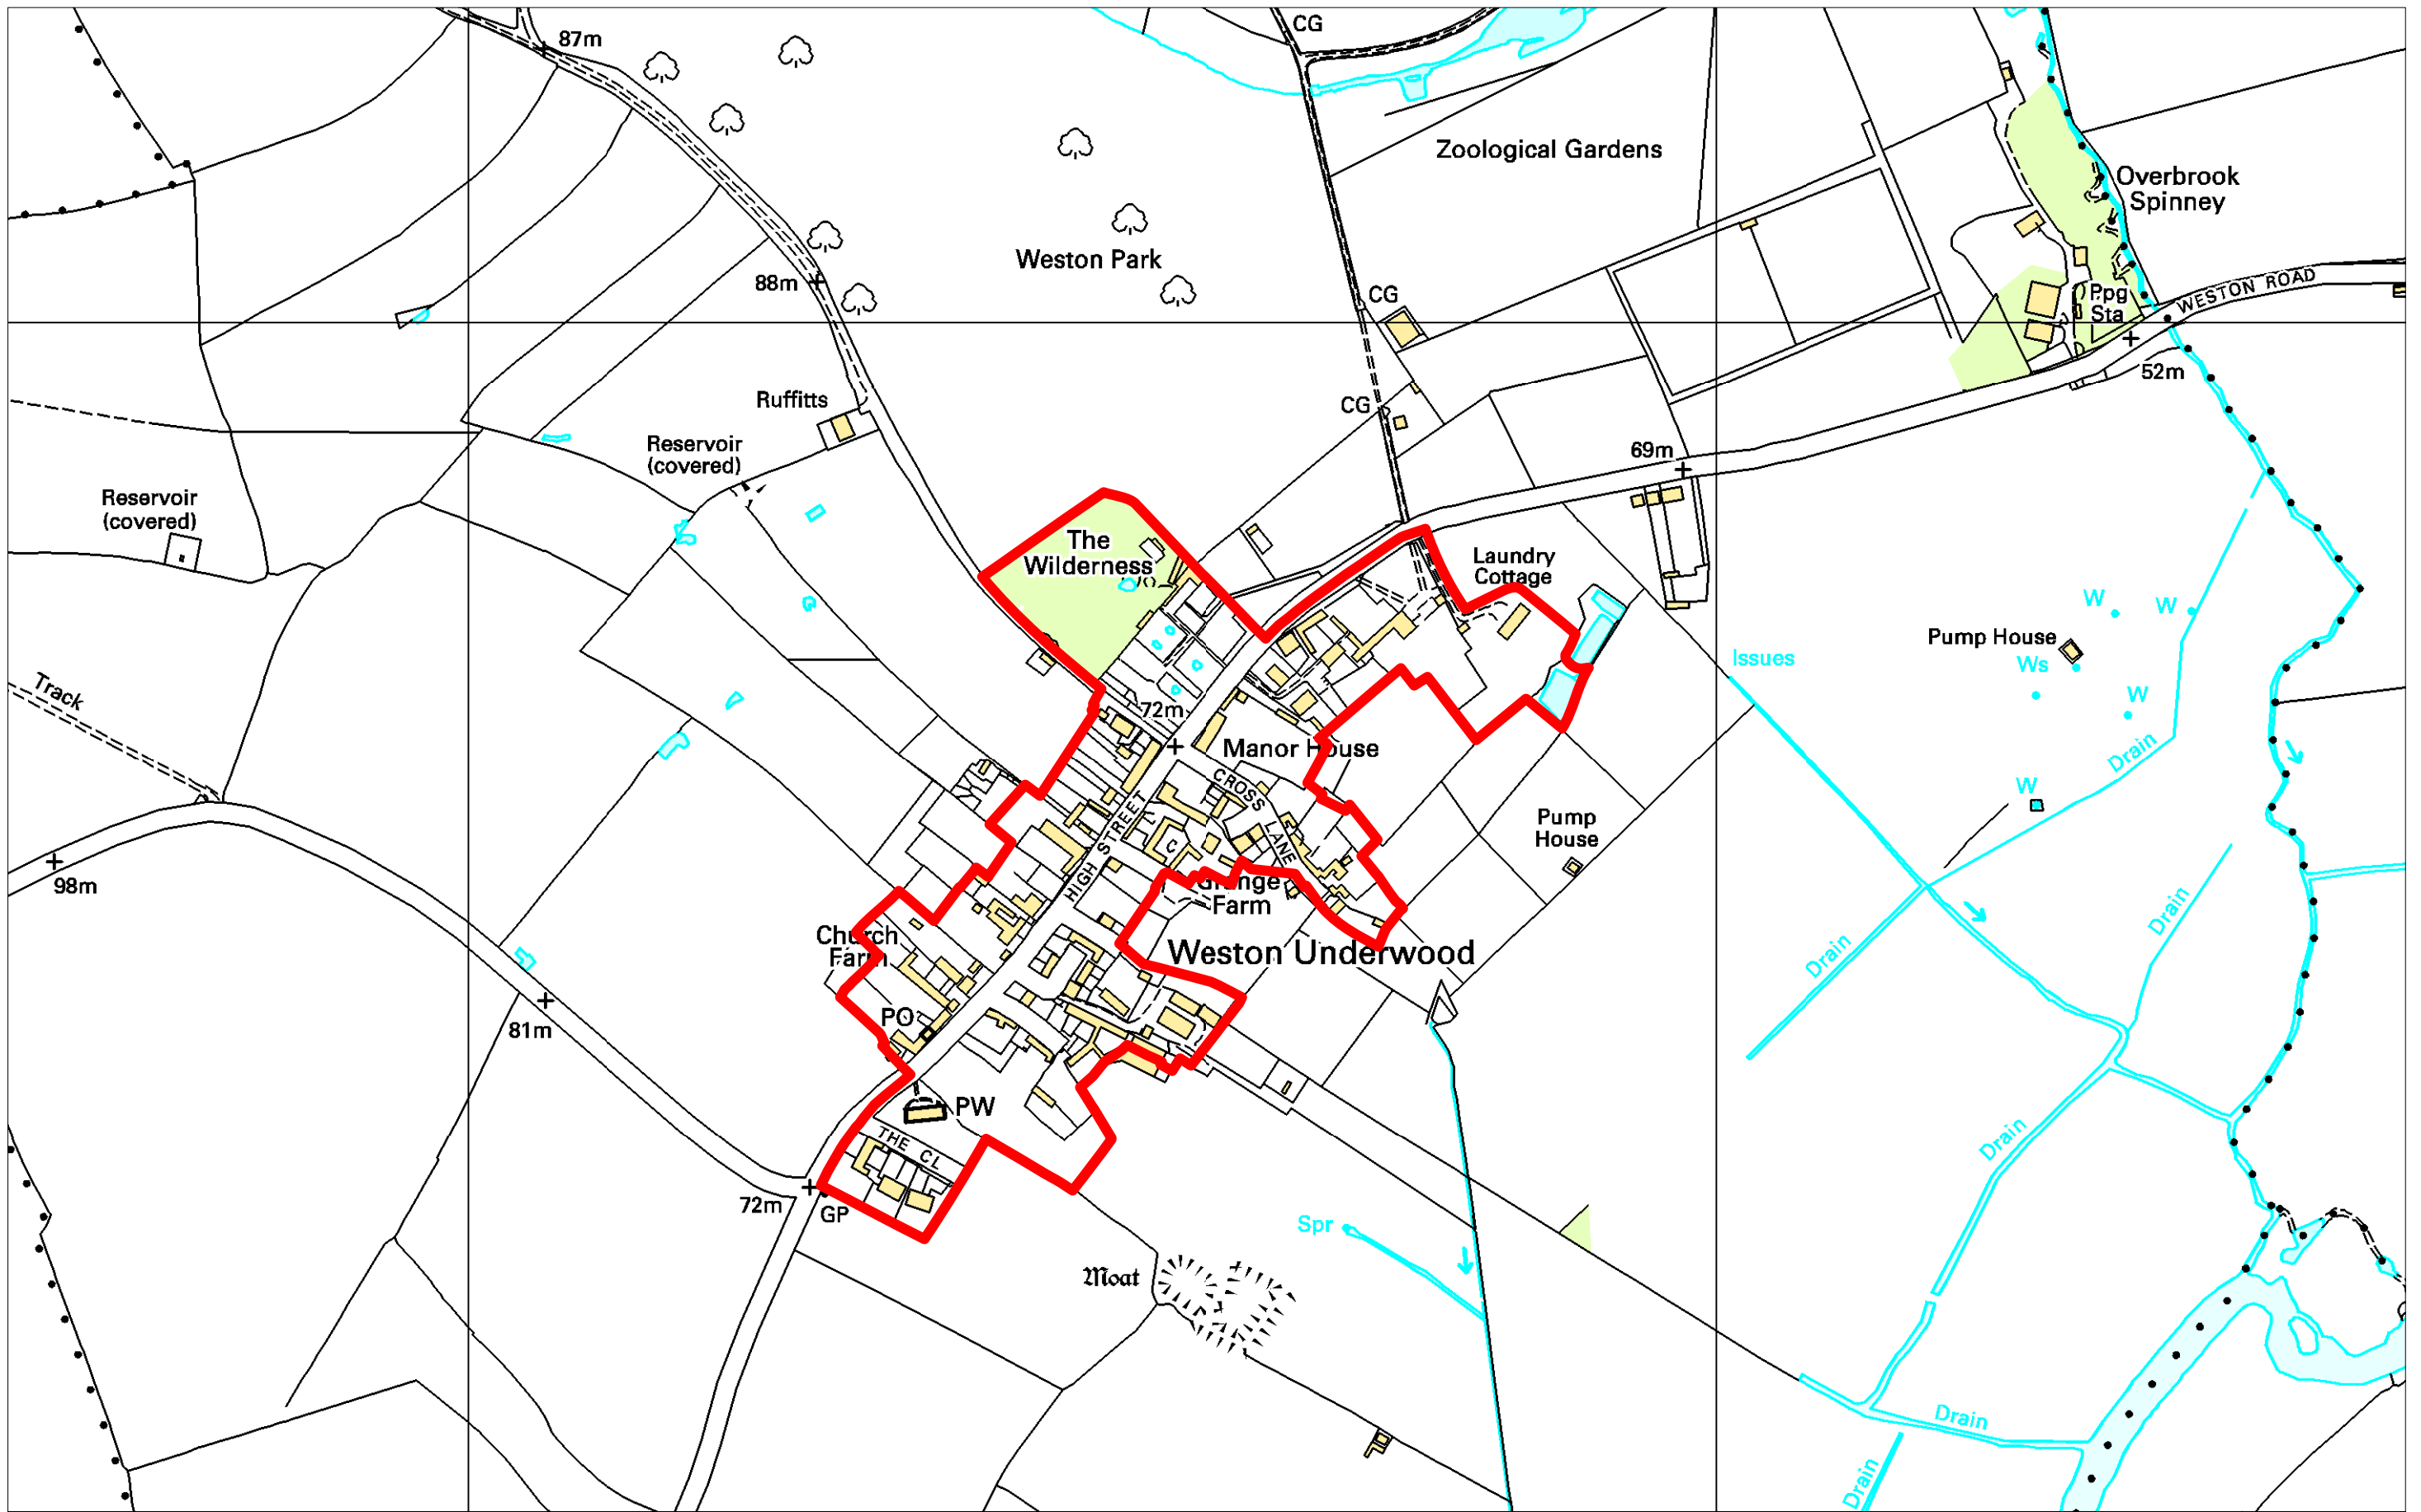 CG
87m
Zoological Gardens
Overbrook
Spinney
Weston Park
88m
CG
WESTON ROAD
Ppg
Sta
52m
Ruffitts
CG
Reservoir
(covered)
69m
Reservoir
(covered)
The
Wilderness
Laundry
Cottage
W
W
Pump House
Ws
Issues
Track
W
72m
Manor House
Drain
CROSS
LANE
W
HIGH STREET
Pump
House
C
98m
Grange
Farm
Church
Farm
Weston Underwood
Drain
Drain
PO
81m
PW
THE CL
Drain
72m
GP
Spr
Moat
Drain
Drain